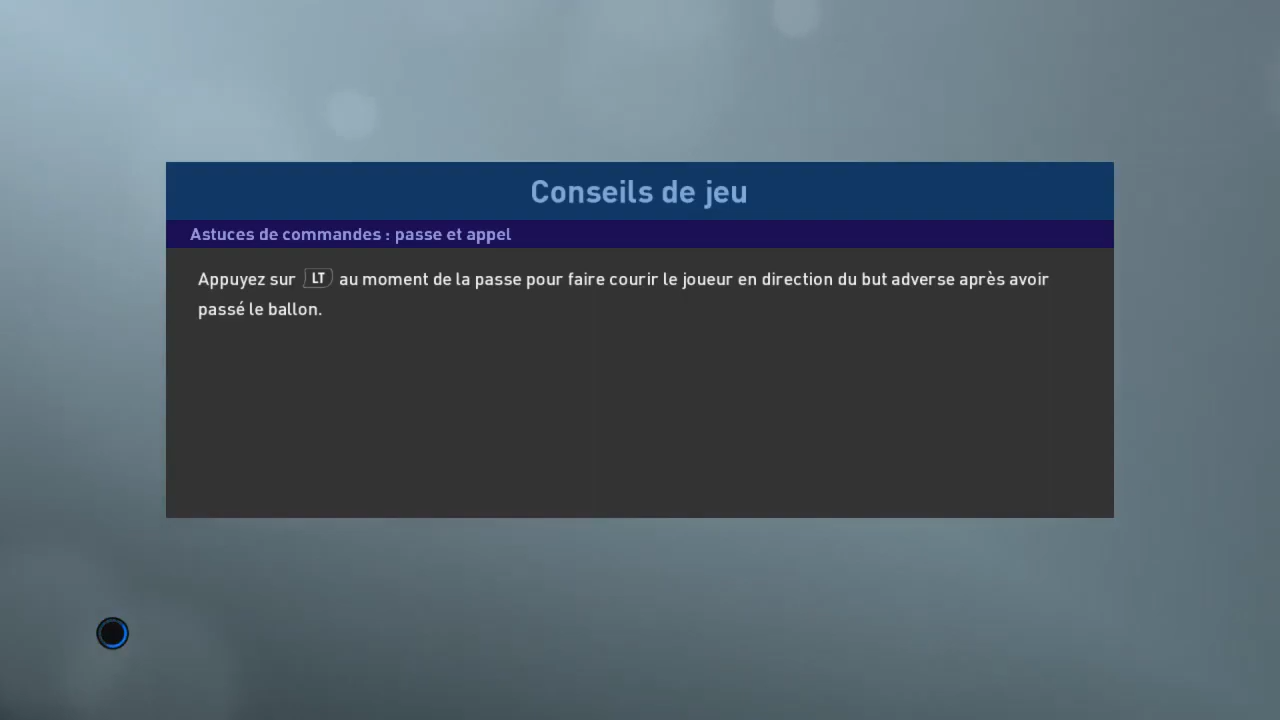 Conseils de jeu
Astuces de commandes : passe et appel
Appuyez sur LT au moment de la passe pour faire courir le joueur en direction du but adverse après avoir
passé le ballon.